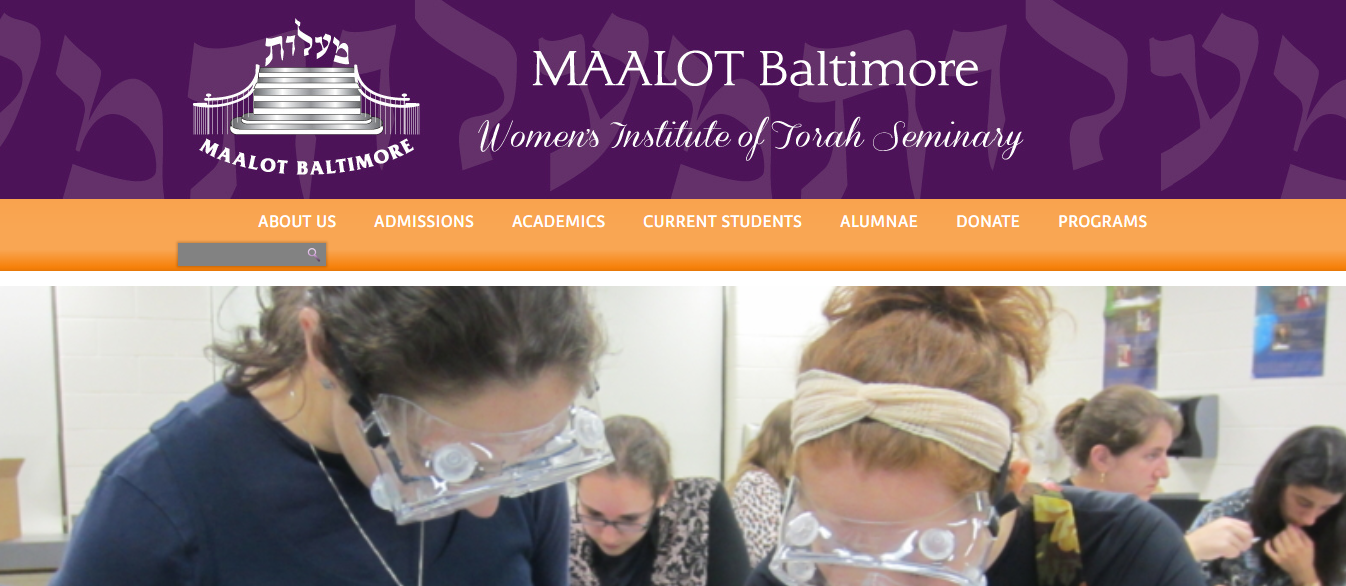 מעלות
MAALOT BALTIMORE
MAALOT Baltimore
Women's Institute of Torah Seminary
ABOUT US ADMISSIONS ACADEMICS CURRENT STUDENTS ALUMNAE DONATE PROGRAMS